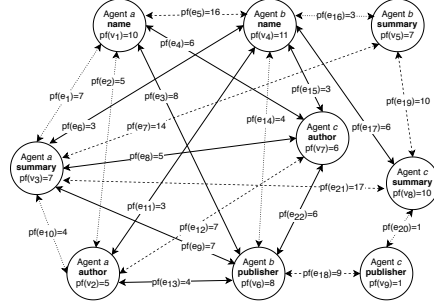 Agent a
name
pf(v1)=10
pf(e5)=16
Agent b
name
pf(v4)=11
pf(e16)=3
Agent b
summary
pf(v5)=7
pf(e4)=6
pf(e2)=5
pf(e1)=7
pf(e3)=8
pf(e15)=3
pf(e19)=10
pf(e6)=3
pf(e7)=14
pf(e14)=4
pf(e17)=6
Agent c
author
pf(v7)=6
Agent a
summary
pf(v3)=7
pf(e8)=5
Agent c
summary
pf(v8)=10
pf(e21)=17
pf(e11)=3
pf(e22)=6
pf(e12)=7
pf(e20)=1
pf(e10)=4
pf(e9)=7
Agent a
author
pf(v2)=5
pf(e13)=4
Agent b
publisher
pf(v6)=8
pf(e18)=9
Agent c
publisher
pf(v9)=1